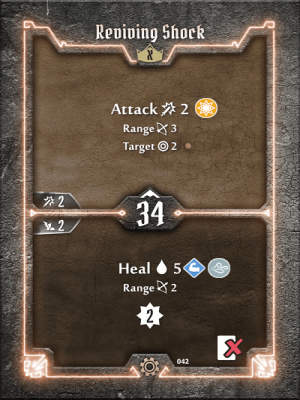 Reviving Shock
X
Attack 2
Range 3
Target 2
2
34
2
Heal 5
Range 2
2
042